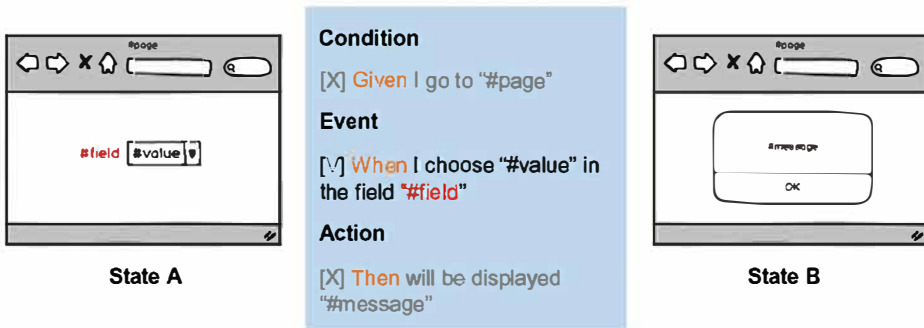 #page
#field #value
State A
Condition
[X] Given I go to "#page"
Event
[V] When I choose "#value" in
the field "#field"
Action
[X] Then will be displayed
"#message"
#page
#message
OK
State B